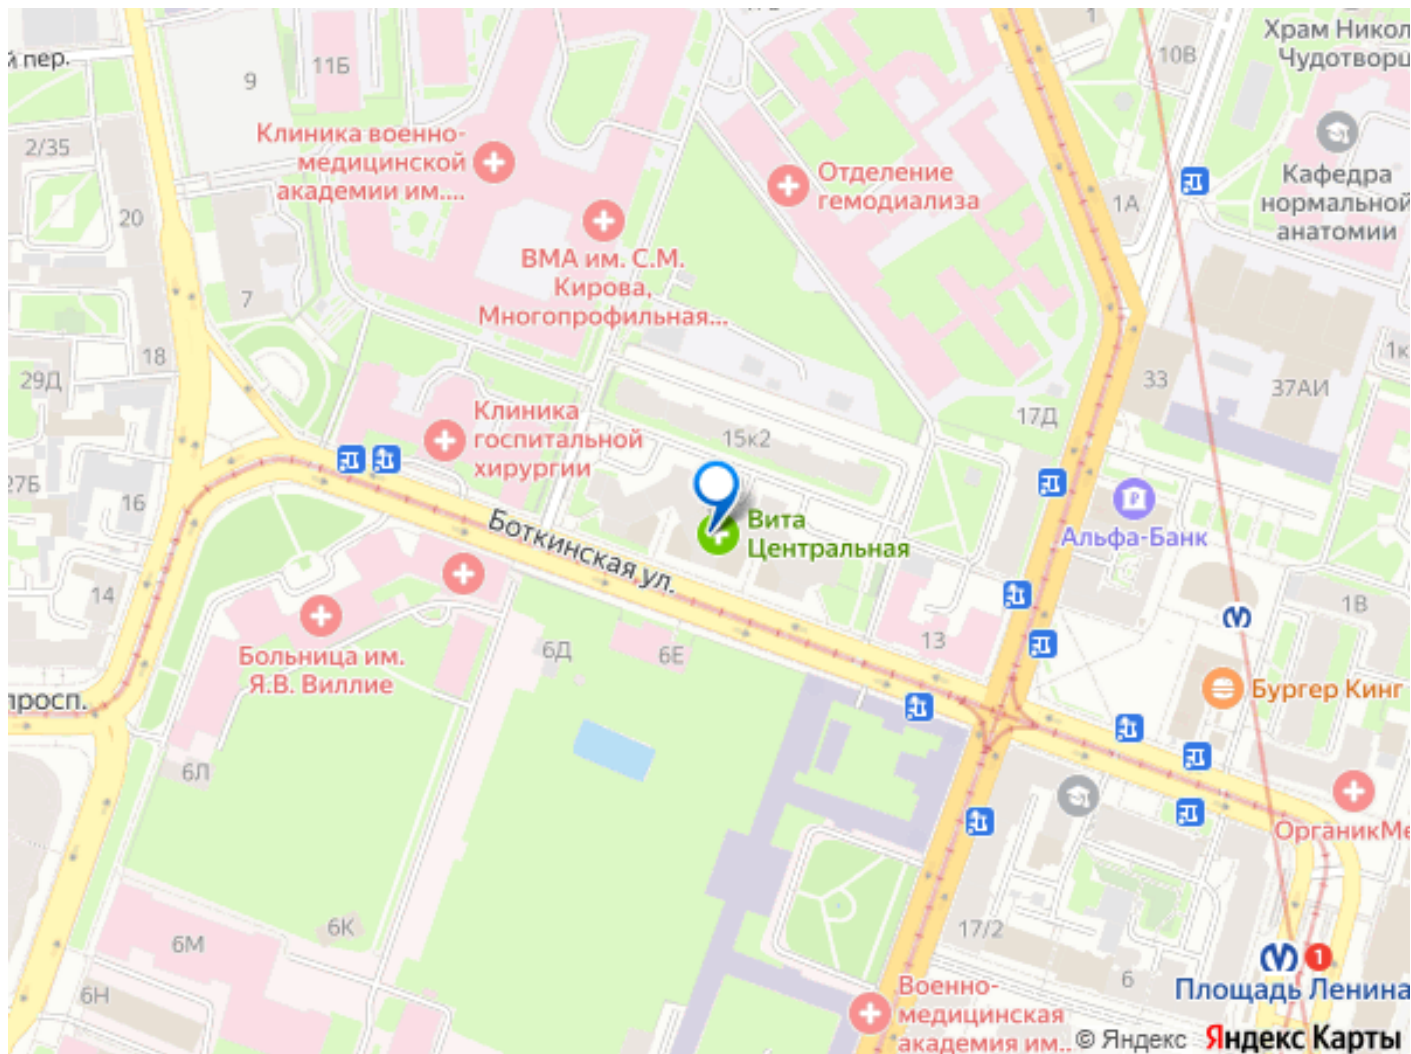 1
Храм Никол
Чудотворц
й пер.
11Б
10В
9
Клиника военно-
медицинской
академии им....
2/35
Отделение
гемодиализа
Кафедра
нормальной
анатомии
20
1А
ВМА им. С.М.
Кирова,
Многопрофильная...
7
18
1к
29Д
33
37АИ
Клиника
госпитальной
хирургии
17Д
15к2
27Б
16
Боткинская ул.
Вита
Центральная
Альфа-Банк
14
1В
13
6Д
6Е
Больница им.
Я.В. Виллие
просп.
Бургер Кинг
6Л
ОрганикМе
6К
6М
17/2
1
6
Площадь Ленина
6Н
Военно-
медицинская
академия им...
© Яндекс Яндекс Карты